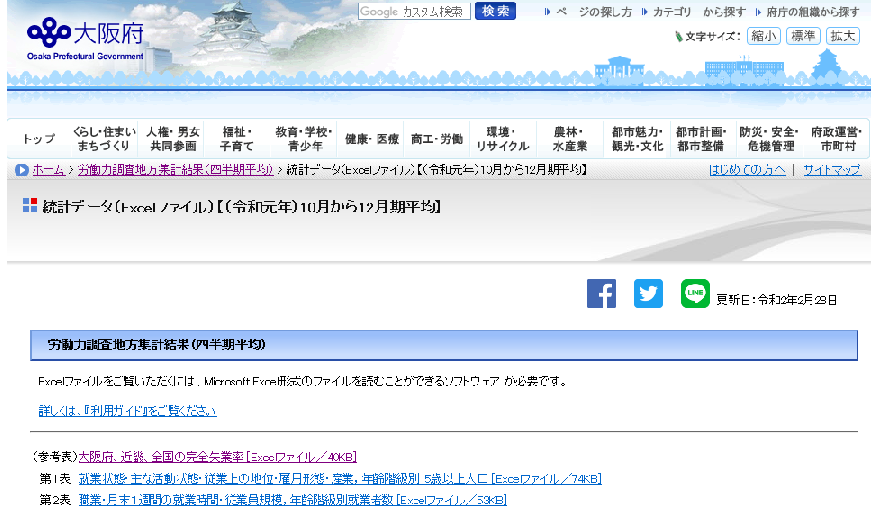 大阪府
Osaka Prefectural Government
Google カスタム検索 検索
ページの探し方 カテゴリーから探す 府庁の組織から探す
文字サイズ: 縮小 標準 拡大
トップ
くらし・住まい・まちづくり
人権・男女共同参画
福祉・子育て
教育・学校・青少年
健康・医療
商工・労働
環境・リサイクル
農林・水産業
都市魅力・観光・文化
都市計画・都市整備
防災・安全・危機管理
府政運営・市町村
ホーム > 労働力調査地方集計結果(四半期平均) > 統計データ(Excelファイル)【(令和元年)10月から12月期平均】
はじめての方へ | サイトマップ
統計データ(Excelファイル)【(令和元年)10月から12月期平均】
LINE
更新日:令和2年2月28日
労働力調査地方集計結果(四半期平均)
Excelファイルをご覧いただくには、Microsoft Excel形式のファイルを読むことができるソフトウェアが必要です。
詳しくは、『利用ガイド』をご覧ください
(参考表)大阪府、近畿、全国の完全失業率 [Excelファイル/40KB]
第1表 就業状態・主な活動状態・従業上の地位・雇用形態・産業,年齢階級別15歳以上人口 [Excelファイル/74KB]
第2表 職業・月末1週間の就業時間・従業員規模,年齢階級別就業者数 [Excelファイル/53KB]